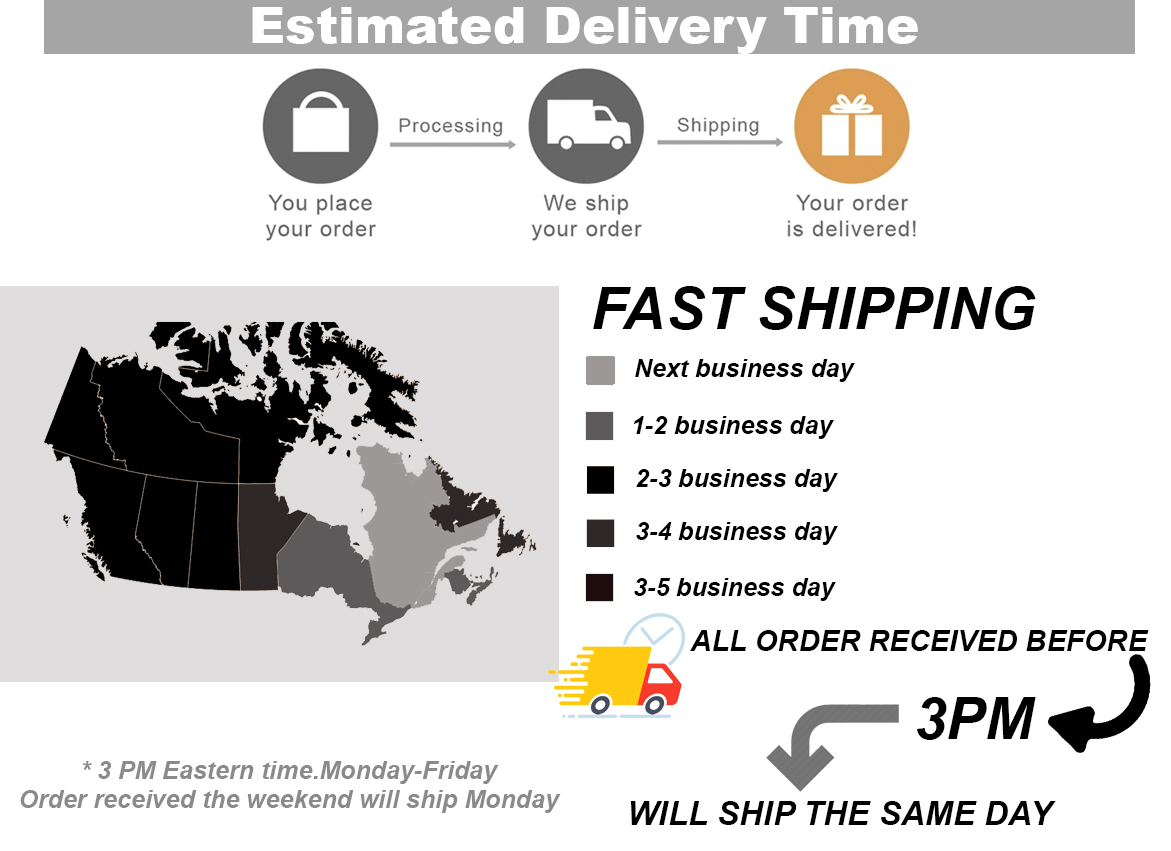 Estimated Delivery Time
Processing
Shipping
You place
your order
We ship
your order
Your order
is delivered!
FAST SHIPPING
Next business day
1-2 business day
2-3 business day
3-4 business day
3-5 business day
ALL ORDER RECEIVED BEFORE
3PM
WILL SHIP THE SAME DAY
* 3 PM Eastern time.Monday-Friday
Order received the weekend will ship Monday